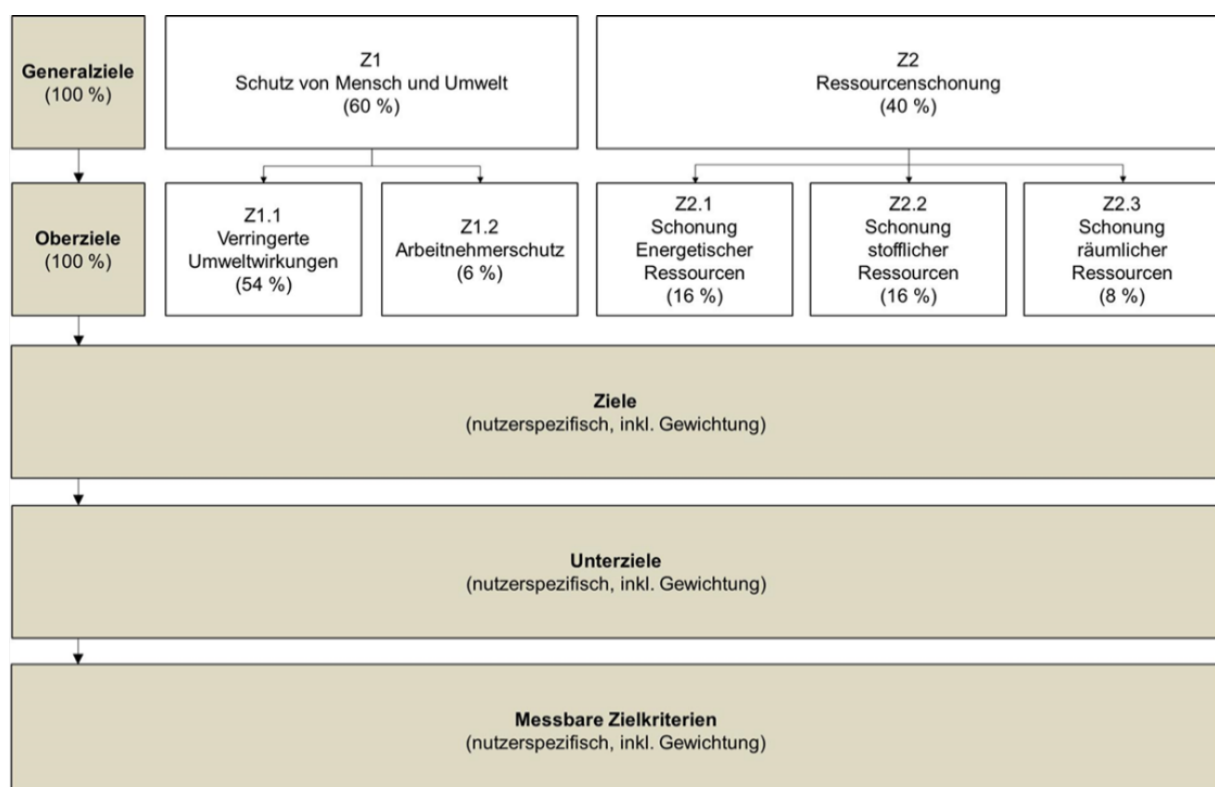 Generalziele
(100 %)
Z1
Schutz von Mensch und Umwelt
(60 %)
Z2
Ressourcenschonung
(40 %)
Oberziele
(100 %)
Z1.1
Verringerte
Umweltwirkungen
(54 %)
Z1.2
Arbeitnehmerschutz
(6 %)
Z2.1
Schonung
Energetischer
Ressourcen
(16 %)
Z2.2
Schonung
stofflicher
Ressourcen
(16 %)
Z2.3
Schonung
räumlicher
Ressourcen
(8 %)
Ziele
(nutzerspezifisch, inkl. Gewichtung)
Unterziele
(nutzerspezifisch, inkl. Gewichtung)
Messbare Zielkriterien
(nutzerspezifisch, inkl. Gewichtung)